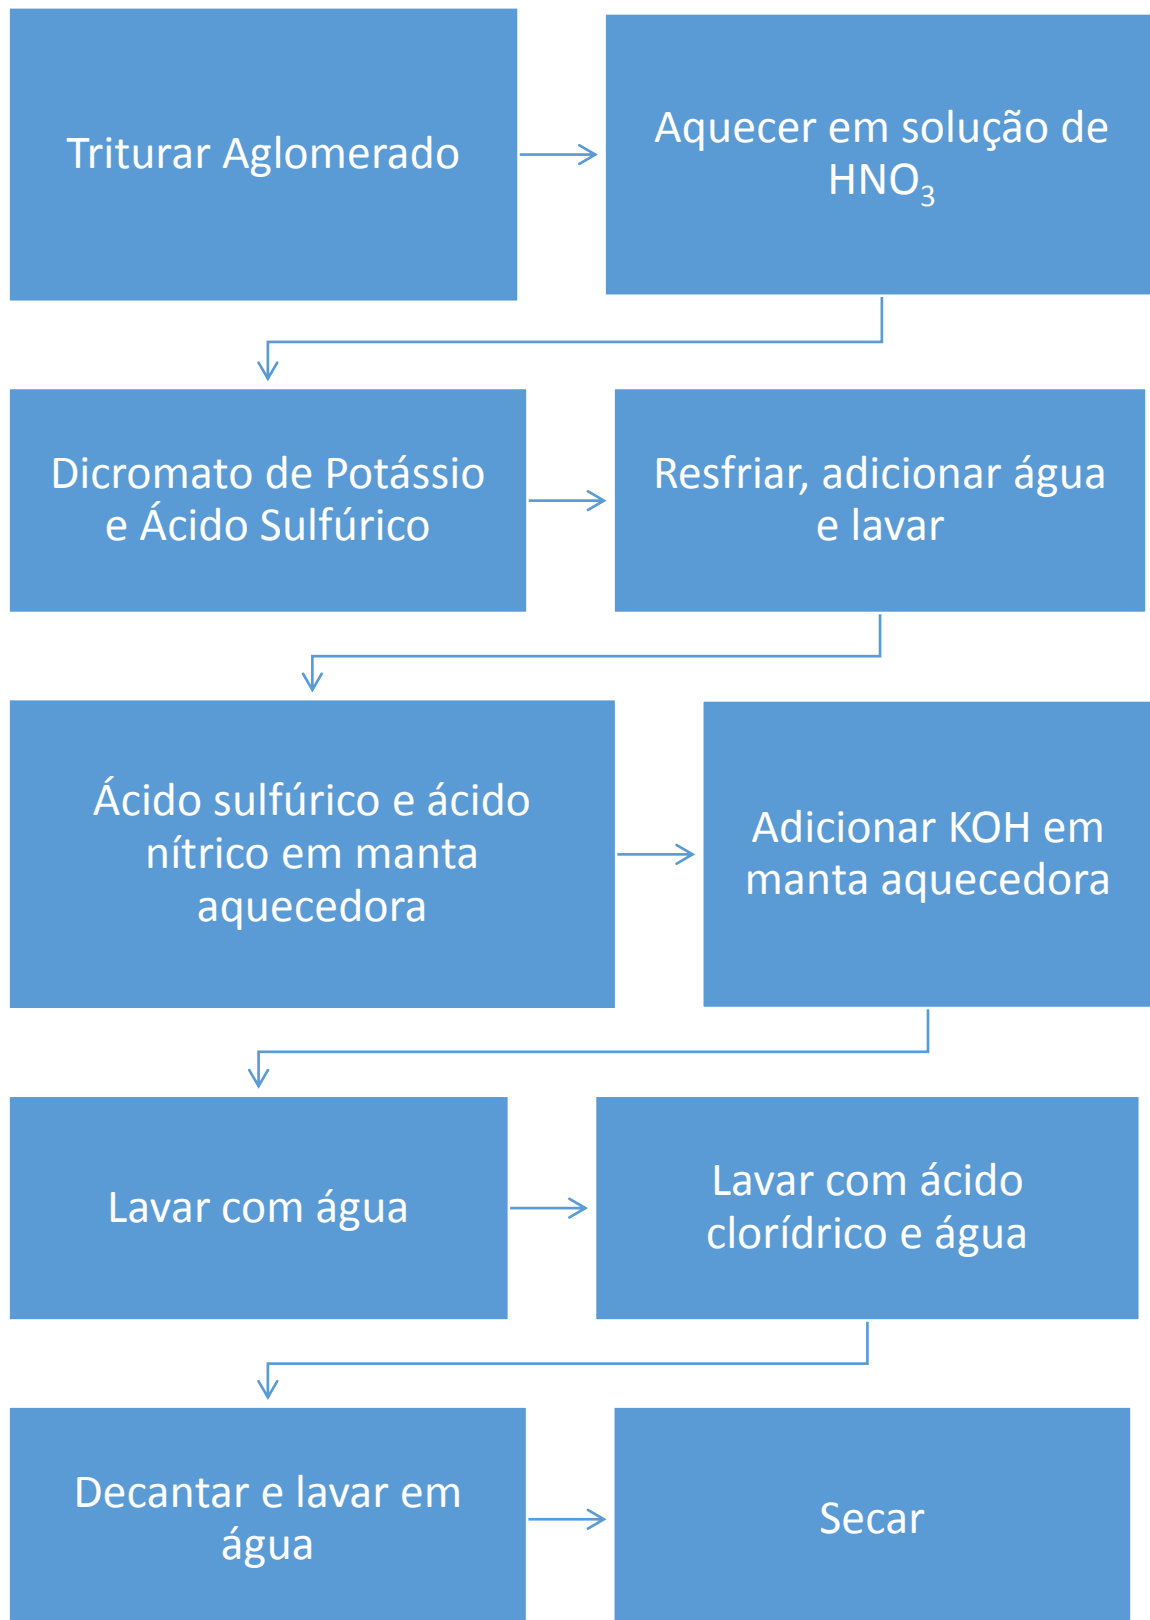 Triturar Aglomerado
Aquecer em solução de
HNO₃
Dicromato de Potássio
e Ácido Sulfúrico
Resfriar, adicionar água
e lavar
Ácido sulfúrico e ácido
nítrico em manta
aquecedora
Adicionar KOH em
manta aquecedora
Lavar com água
Lavar com ácido
clorídrico e água
Decantar e lavar em
água
Secar